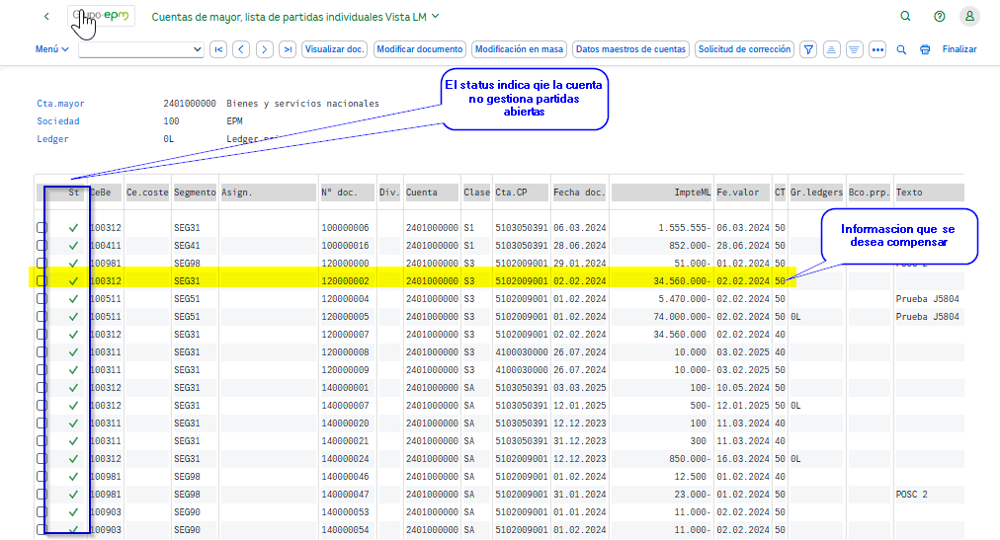 Grupo-epm Cuentas de mayor, lista de partidas individuales Vista LM
Menú Visualizar doc. Modificar documento Modificación en masa Datos maestros de cuentas Solicitud de corrección Finalizar
El status indica qie la cuenta
no gestiona partidas
abiertas
Cta.mayor 2401000000 Bienes y servicios nacionales
Sociedad 100 EPM
Ledger 0L Ledger
St CeBe Ce.coste Segmento Asign. Nº doc. Div. Cuenta Clase Cta.CP Fecha doc. ImpteML Fe.valor CT Gr.ledgers Bco.prp. Texto
Informascion que se
desea compensar
100312 SEG31 100000006 2401000000 S1 5103050391 06.03.2024 1.555.555- 06.03.2024 50
100411 SEG41 100000016 2401000000 S1 5103050391 28.06.2024 852.000- 28.06.2024 50
100981 SEG98 120000000 2401000000 S3 5102009001 29.01.2024 51.000- 01.02.2024 50 POSC 2
100312 SEG31 120000002 2401000000 S3 5102009001 02.02.2024 34.560.000- 02.02.2024 50
100511 SEG51 120000004 2401000000 S3 5102009001 01.02.2024 5.470.000- 02.02.2024 50 Prueba J5804
100511 SEG51 120000005 2401000000 S3 5102009001 01.02.2024 74.000.000- 02.02.2024 50 0L Prueba J5804
100312 SEG31 120000007 2401000000 S3 5102009001 02.02.2024 34.560.000 02.02.2024 40
100311 SEG31 120000008 2401000000 S3 4100030000 26.07.2024 10.000 03.02.2025 40
100311 SEG31 120000009 2401000000 S3 4100030000 26.07.2024 10.000- 03.02.2025 50
100312 SEG31 140000001 2401000000 SA 5103050391 03.03.2025 100- 10.05.2024 50
100312 SEG31 140000007 2401000000 SA 5103050391 12.01.2025 500- 12.01.2025 50 0L
100311 SEG31 140000020 2401000000 SA 5103050391 12.12.2023 100 11.03.2024 40
100311 SEG31 140000021 2401000000 SA 5103050391 31.12.2023 300 11.03.2024 40
100312 SEG31 140000024 2401000000 SA 5102009001 12.12.2023 850.000- 16.03.2024 50 0L
100981 SEG98 140000046 2401000000 SA 5102009001 01.02.2024 12.500 01.02.2024 40
100981 SEG98 140000047 2401000000 SA 5102009001 31.01.2024 23.000- 01.02.2024 50 POSC 2
100903 SEG90 140000053 2401000000 SA 5102009001 01.01.2024 11.000- 02.02.2024 50
100903 SEG90 140000054 2401000000 SA 5102009001 01.02.2024 11.000- 02.02.2024 50